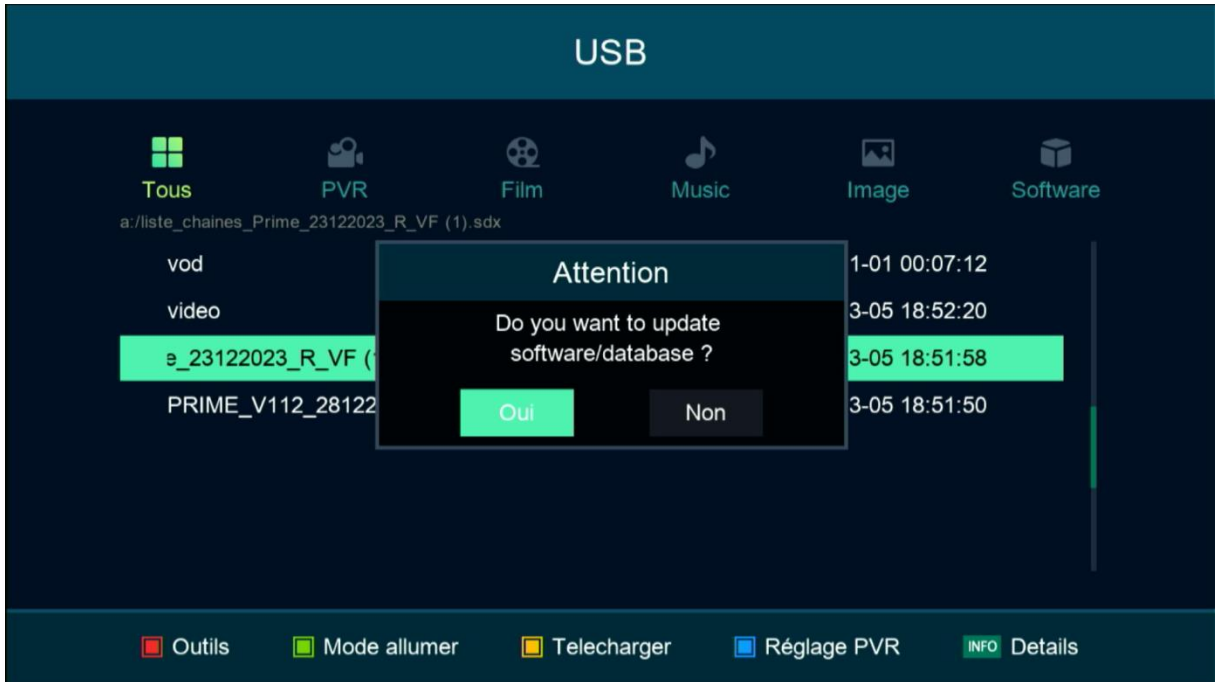 USB
Tous PVR Film Music Image Software
a:/liste_chaines_Prime_23122023_R_VF (1).sdx
vod 1-01 00:07:12
video 3-05 18:52:20
e_23122023_R_VF ( 3-05 18:51:58
PRIME_V112_28122 3-05 18:51:50
Attention
Do you want to update
software/database ?
Oui Non
Outils Mode allumer Telecharger Réglage PVR INFO Details